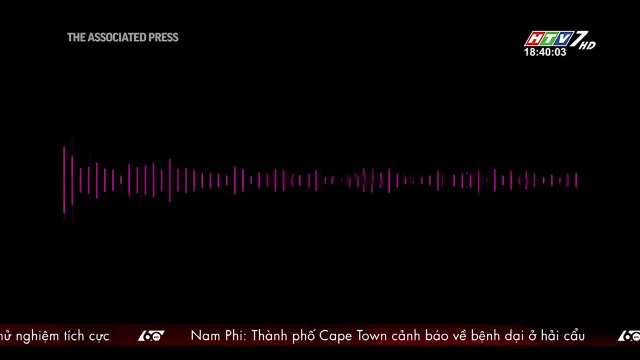 THE ASSOCIATED PRESS
HTV7 HD
18:40:03
hử nghiệm tích cực
Nam Phi: Thành phố Cape Town cảnh báo về bệnh dại ở hải cẩu